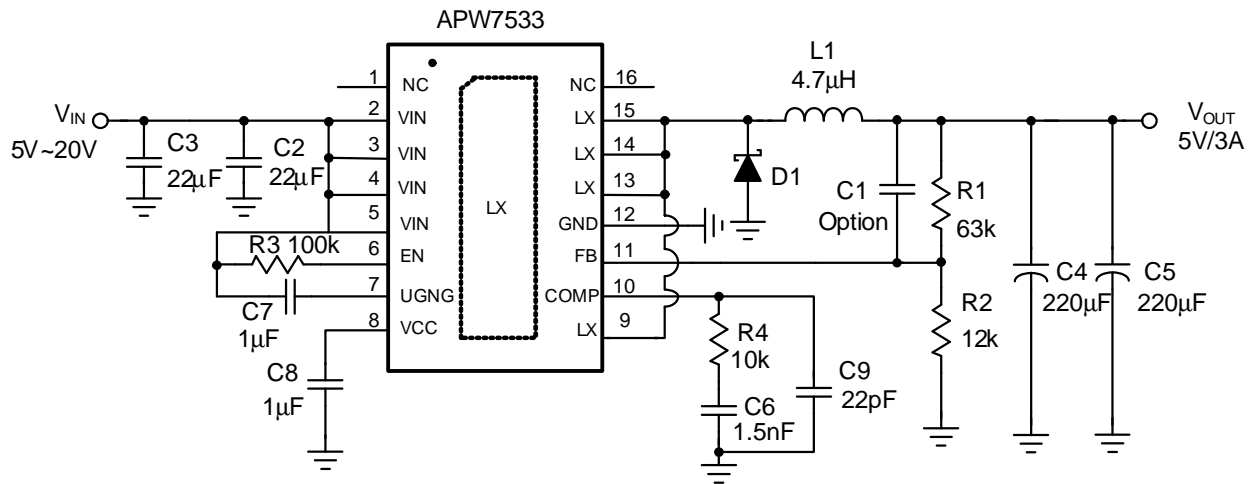 APW7533
L1
4.7μH
1
NC
NC
16
VIN
5V~20V
2
VIN
LX
15
VOUT
5V/3A
C3
22μF
C2
22μF
3
VIN
LX
14
4
VIN
LX
13
D1
C1
Option
R1
63k
5
VIN
LX
GND
12
R3 100k
6
EN
FB
11
C4
220μF
C5
220μF
C7
1μF
7
UGNG
COMP
10
8
VCC
LX
9
R2
12k
R4
10k
C8
1μF
C9
22pF
C6
1.5nF